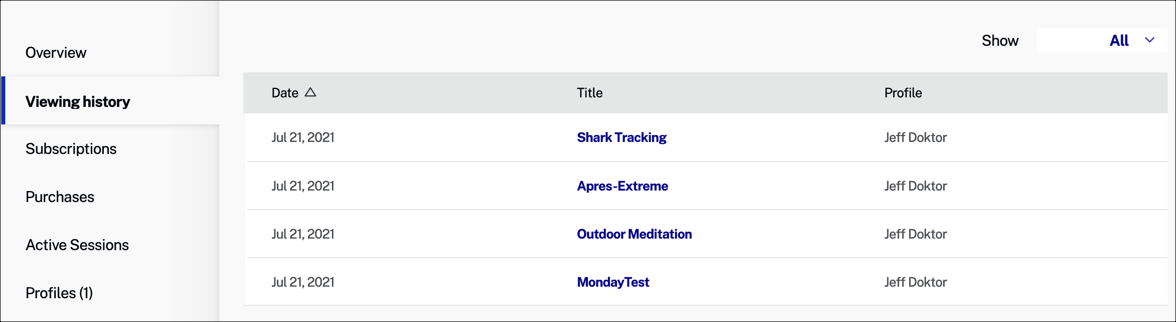 Show All
Overview
Viewing history
Subscriptions
Purchases
Active Sessions
Profiles (1)
Date Title Profile
Jul 21, 2021 Shark Tracking Jeff Doktor
Jul 21, 2021 Apres-Extreme Jeff Doktor
Jul 21, 2021 Outdoor Meditation Jeff Doktor
Jul 21, 2021 MondayTest Jeff Doktor